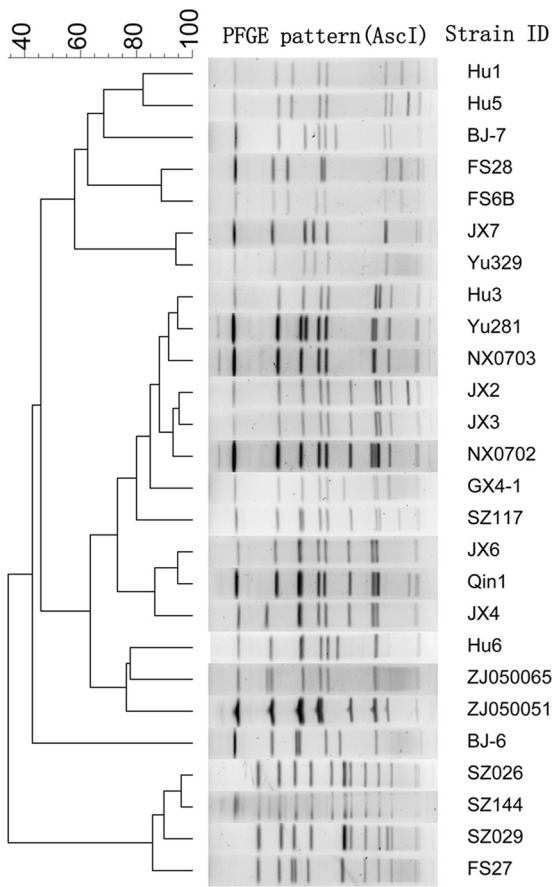 40 60 80 100 PFGE pattern(AscI) Strain ID
Hu1
Hu5
BJ-7
FS28
FS6B
JX7
Yu329
Hu3
Yu281
NX0703
JX2
JX3
NX0702
GX4-1
SZ117
JX6
Qin1
JX4
Hu6
ZJ050065
ZJ050051
BJ-6
SZ026
SZ144
SZ029
FS27